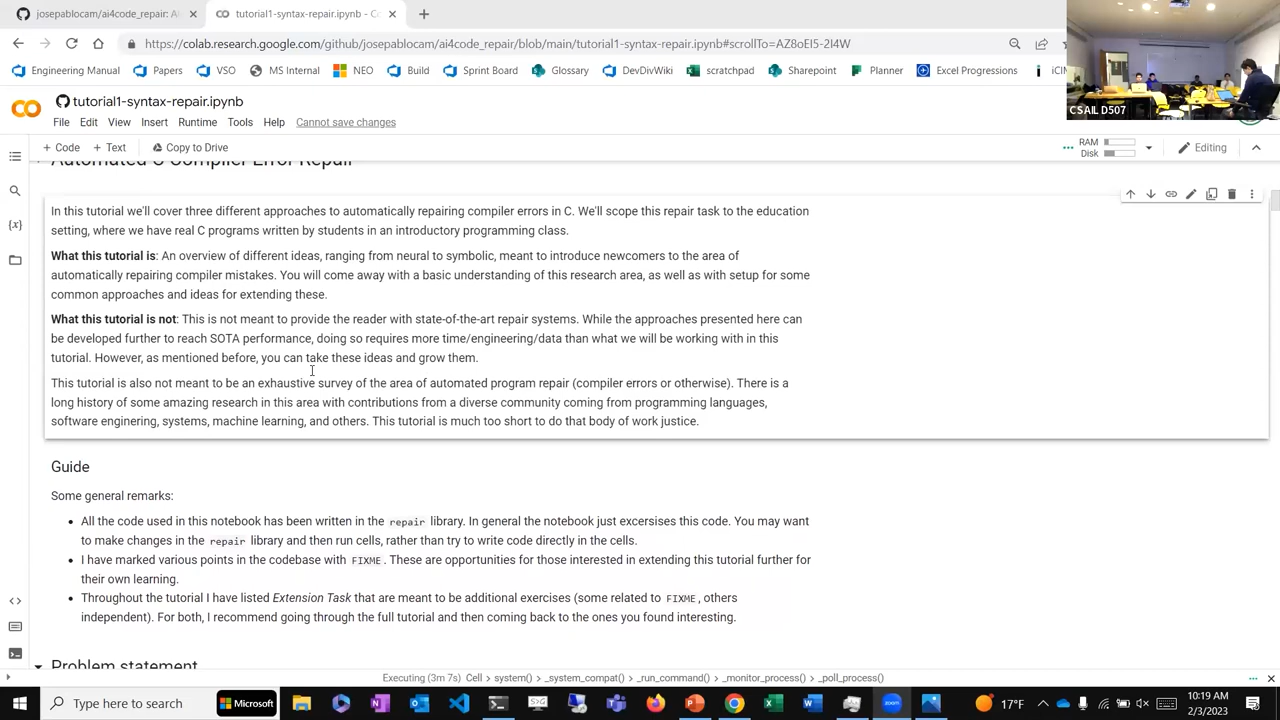 josepablocam/ai4code_repair: A
tutorial1-syntax-repair.ipynb - Co
https://colab.research.google.com/github/josepablocam/ai4code_repair/blob/main/tutorial1-syntax-repair.ipynb#scrollTo=AZ8oEI5-2I4W
Engineering Manual Papers VSO MS Internal NEO Build Sprint Board Glossary DevDivWiki scratchpad Sharepoint Planner Excel Progressions
CSAIL D507
tutorial1-syntax-repair.ipynb
File Edit View Insert Runtime Tools Help Cannot save changes
+ Code + Text Copy to Drive RAM Disk Editing
Automated C Compiler Error Repair
In this tutorial we'll cover three different approaches to automatically repairing compiler errors in C. We'll scope this repair task to the education
setting, where we have real C programs written by students in an introductory programming class.
What this tutorial is: An overview of different ideas, ranging from neural to symbolic, meant to introduce newcomers to the area of
automatically repairing compiler mistakes. You will come away with a basic understanding of this research area, as well as with setup for some
common approaches and ideas for extending these.
What this tutorial is not: This is not meant to provide the reader with state-of-the-art repair systems. While the approaches presented here can
be developed further to reach SOTA performance, doing so requires more time/engineering/data than what we will be working with in this
tutorial. However, as mentioned before, you can take these ideas and grow them.
This tutorial is also not meant to be an exhaustive survey of the area of automated program repair (compiler errors or otherwise). There is a
long history of some amazing research in this area with contributions from a diverse community coming from programming languages,
software enginering, systems, machine learning, and others. This tutorial is much too short to do that body of work justice.
Guide
Some general remarks:
• All the code used in this notebook has been written in the repair library. In general the notebook just excersises this code. You may want
to make changes in the repair library and then run cells, rather than try to write code directly in the cells.
• I have marked various points in the codebase with FIXME. These are opportunities for those interested in extending this tutorial further for
their own learning.
• Throughout the tutorial I have listed Extension Task that are meant to be additional exercises (some related to FIXME, others
independent). For both, I recommend going through the full tutorial and then coming back to the ones you found interesting.
Problem statement
Executing (3m 7s) Cell > system() > _system_compat() > _run_command() > _monitor_process() > _poll_process()
Type here to search Microsoft 17°F 10:19 AM
2/3/2023